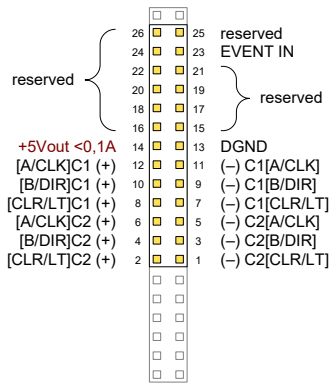 26 25 reserved
24 23 EVENT IN
reserved 22 21
20 19
reserved
18 17
16 15
+5Vout <0,1A 14 13 DGND
[A/CLK]C1 (+) 12 11 (–) C1[A/CLK]
[B/DIR]C1 (+) 10 9 (–) C1[B/DIR]
[CLR/LT]C1 (+) 8 7 (–) C1[CLR/LT]
[A/CLK]C2 (+) 6 5 (–) C2[A/CLK]
[B/DIR]C2 (+) 4 3 (–) C2[B/DIR]
[CLR/LT]C2 (+) 2 1 (–) C2[CLR/LT]